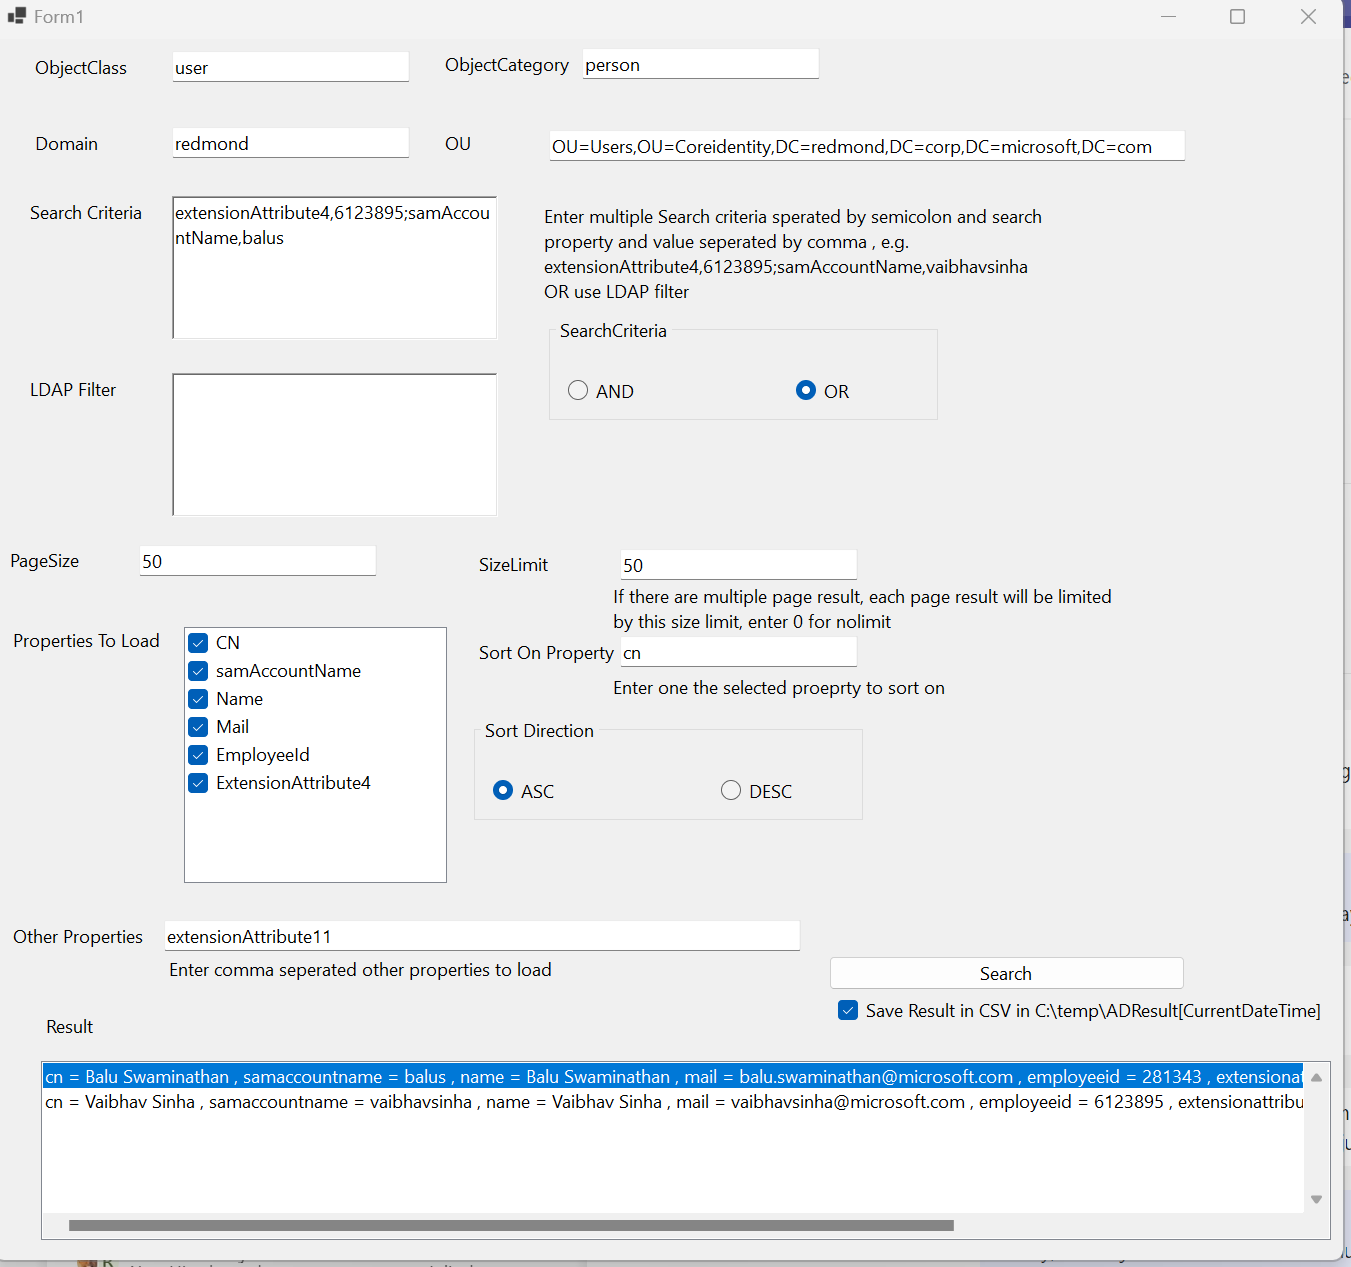 Form1
ObjectClass
user
ObjectCategory
person
Domain
redmond
OU
OU=Users,OU=Coreidentity,DC=redmond,DC=corp,DC=microsoft,DC=com
Search Criteria
extensionAttribute4,6123895;samAccou
ntName,balus
Enter multiple Search criteria sperated by semicolon and search
property and value seperated by comma , e.g.
extensionAttribute4,6123895;samAccountName,vaibhavsinha
OR use LDAP filter
SearchCriteria
AND
OR
LDAP Filter
PageSize
50
SizeLimit
50
If there are multiple page result, each page result will be limited
by this size limit, enter 0 for nolimit
Properties To Load
CN
samAccountName
Name
Mail
EmployeeId
ExtensionAttribute4
Sort On Property
cn
Enter one the selected proeprty to sort on
Sort Direction
ASC
DESC
Other Properties
extensionAttribute11
Enter comma seperated other properties to load
Search
Save Result in CSV in C:\temp\ADResult[CurrentDateTime]
Result
cn = Balu Swaminathan , samaccountname = balus , name = Balu Swaminathan , mail = balu.swaminathan@microsoft.com , employeeid = 281343 , extensionat
cn = Vaibhav Sinha , samaccountname = vaibhavsinha , name = Vaibhav Sinha , mail = vaibhavsinha@microsoft.com , employeeid = 6123895 , extensionattribu